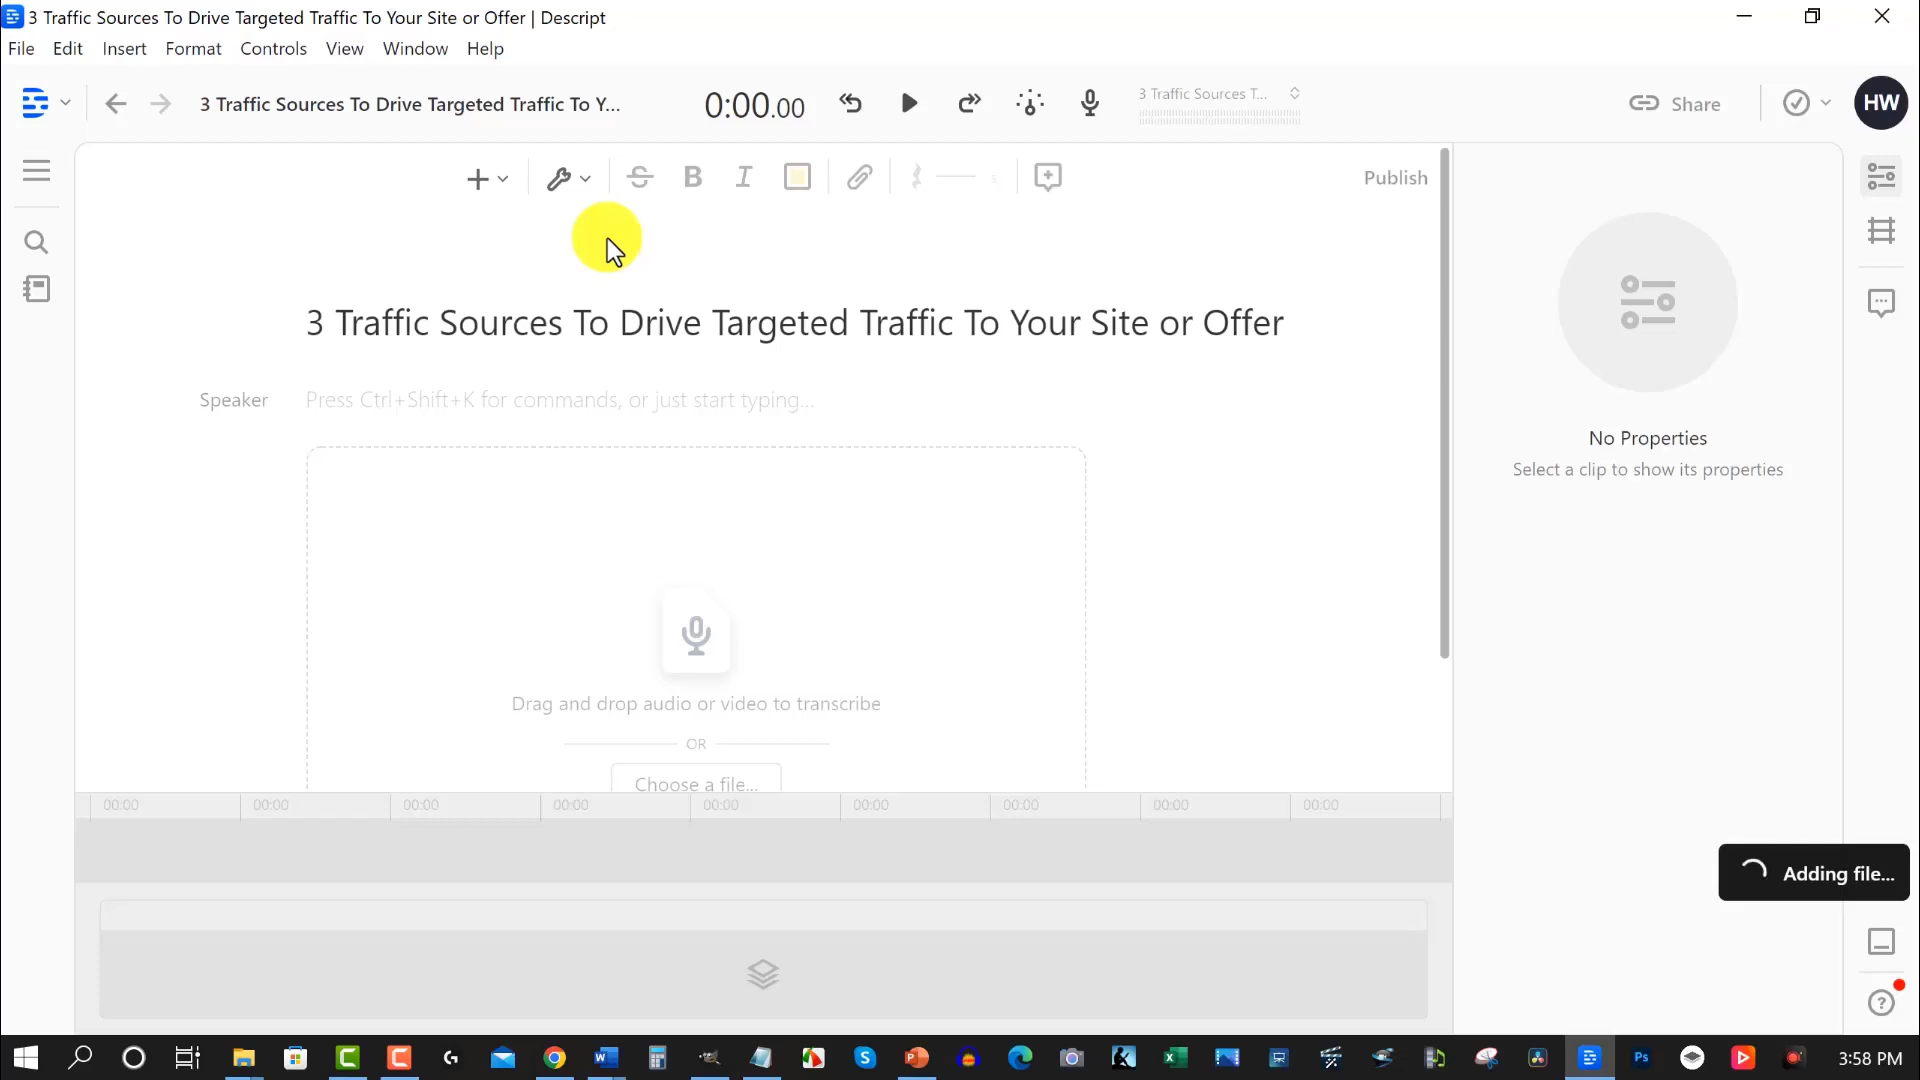 3 Traffic Sources To Drive Targeted Traffic To Your Site or Offer | Descript
File Edit Insert Format Controls View Window Help
3 Traffic Sources To Drive Targeted Traffic To Y...
0:00.00
3 Traffic Sources T...
Share
HW
Publish
3 Traffic Sources To Drive Targeted Traffic To Your Site or Offer
Speaker
Press Ctrl+Shift+K for commands, or just start typing...
No Properties
Select a clip to show its properties
Drag and drop audio or video to transcribe
OR
Choose a file...
00:00 00:00 00:00 00:00 00:00 00:00 00:00 00:00 00:00
Adding file...
3:58 PM